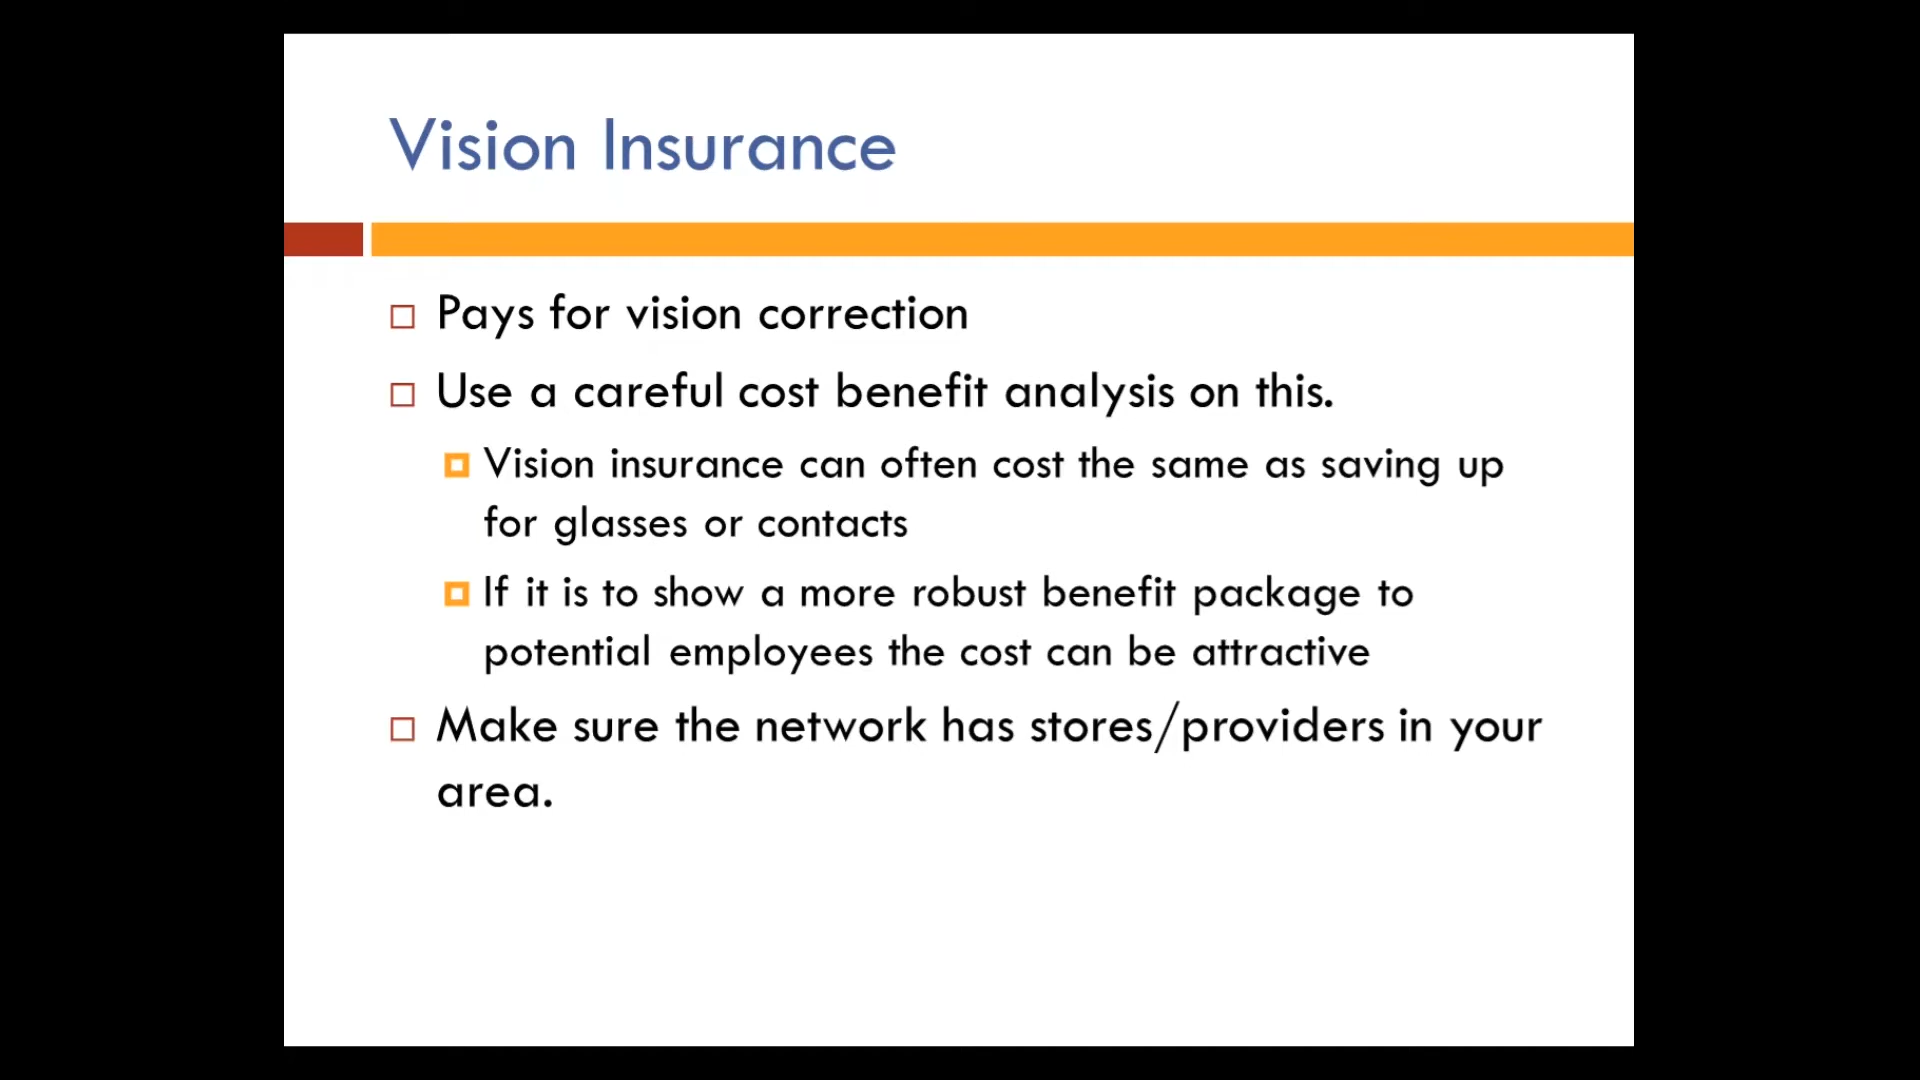 Vision Insurance
Pays for vision correction
Use a careful cost benefit analysis on this.
Vision insurance can often cost the same as saving up
for glasses or contacts
If it is to show a more robust benefit package to
potential employees the cost can be attractive
Make sure the network has stores/providers in your
area.